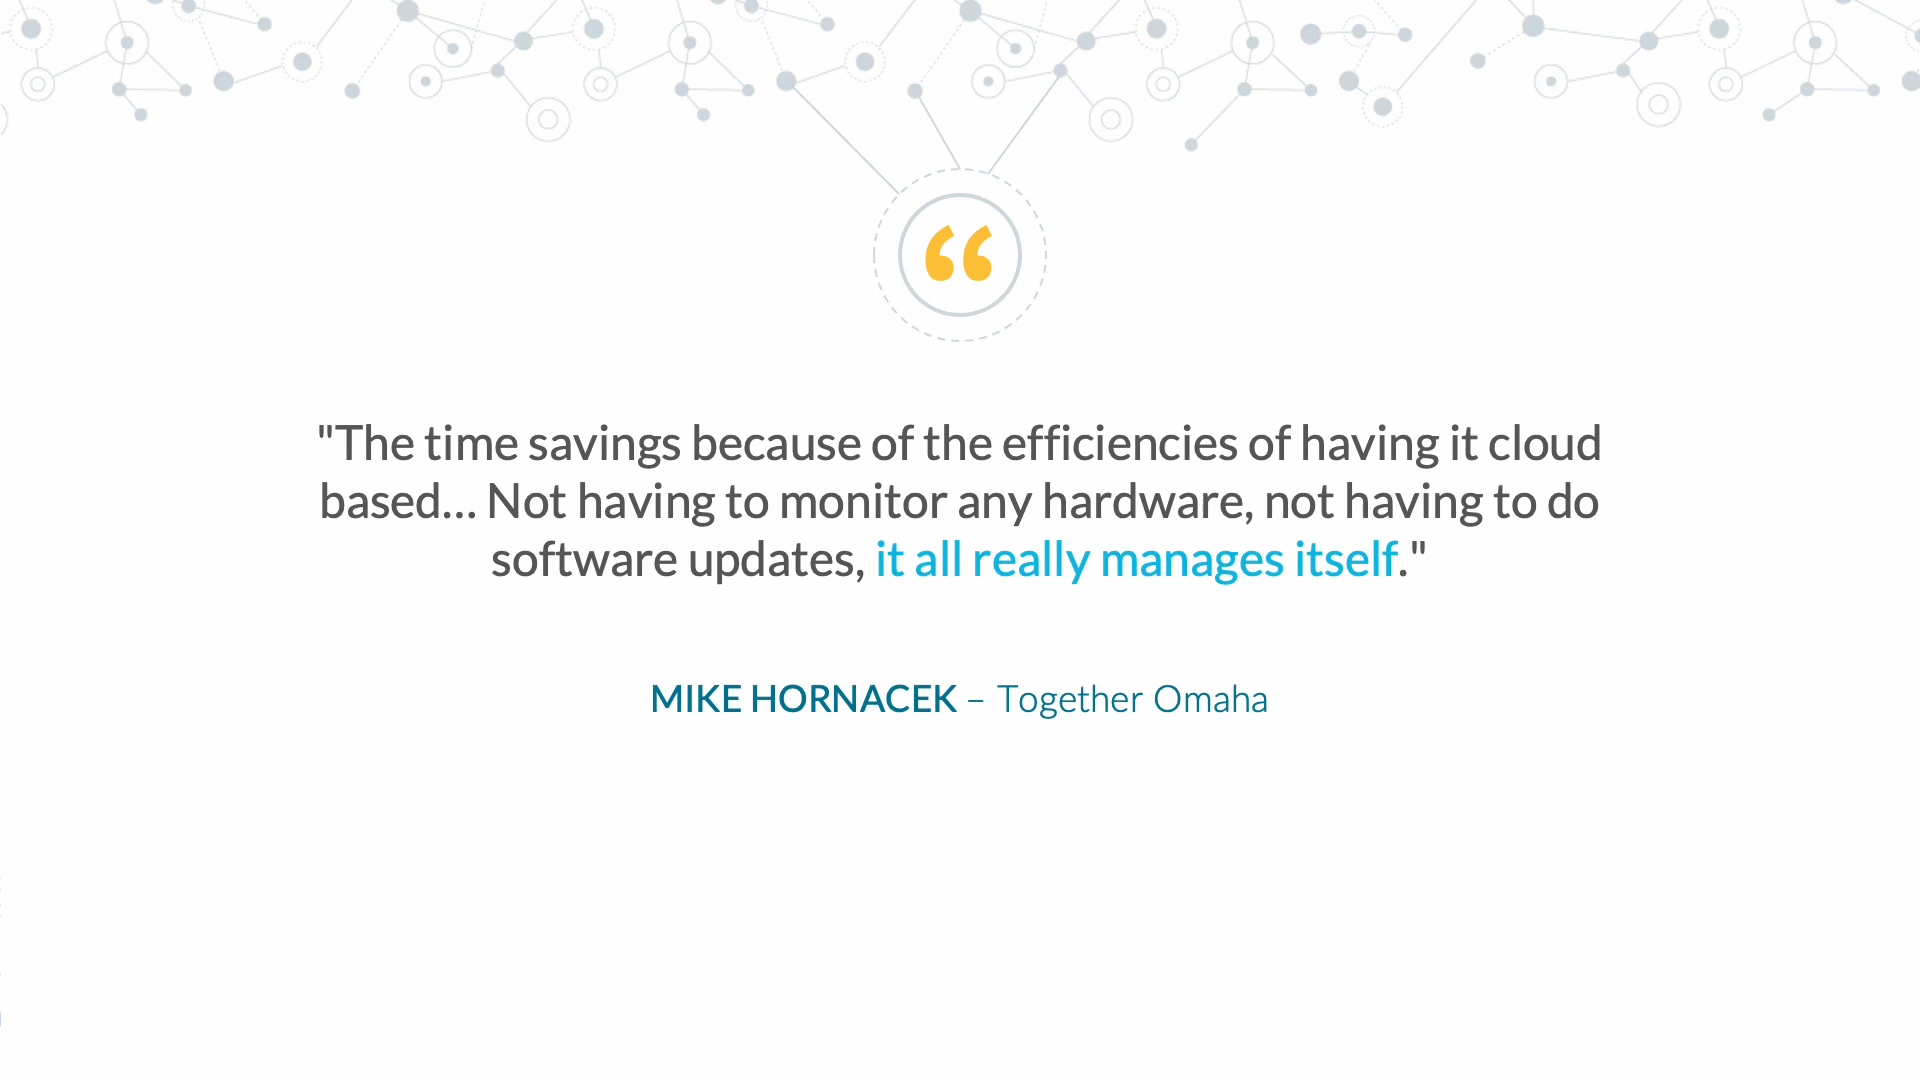 "The time savings because of the efficiencies of having it cloud
based... Not having to monitor any hardware, not having to do
software updates, it all really manages itself."
MIKE HORNACEK – Together Omaha